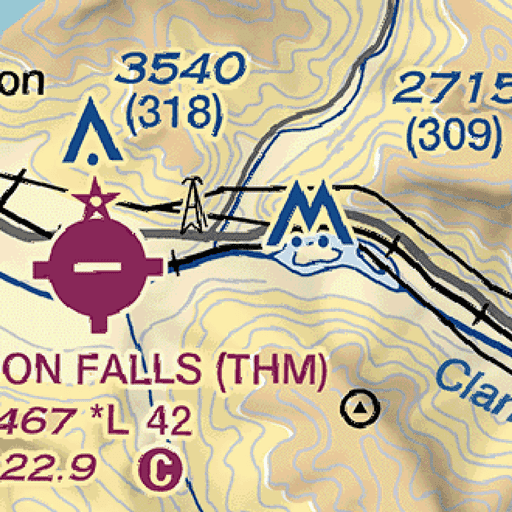 on
3540
(318)
2715
(309)
ON FALLS (THM)
467 *L 42
22.9 C
Clar